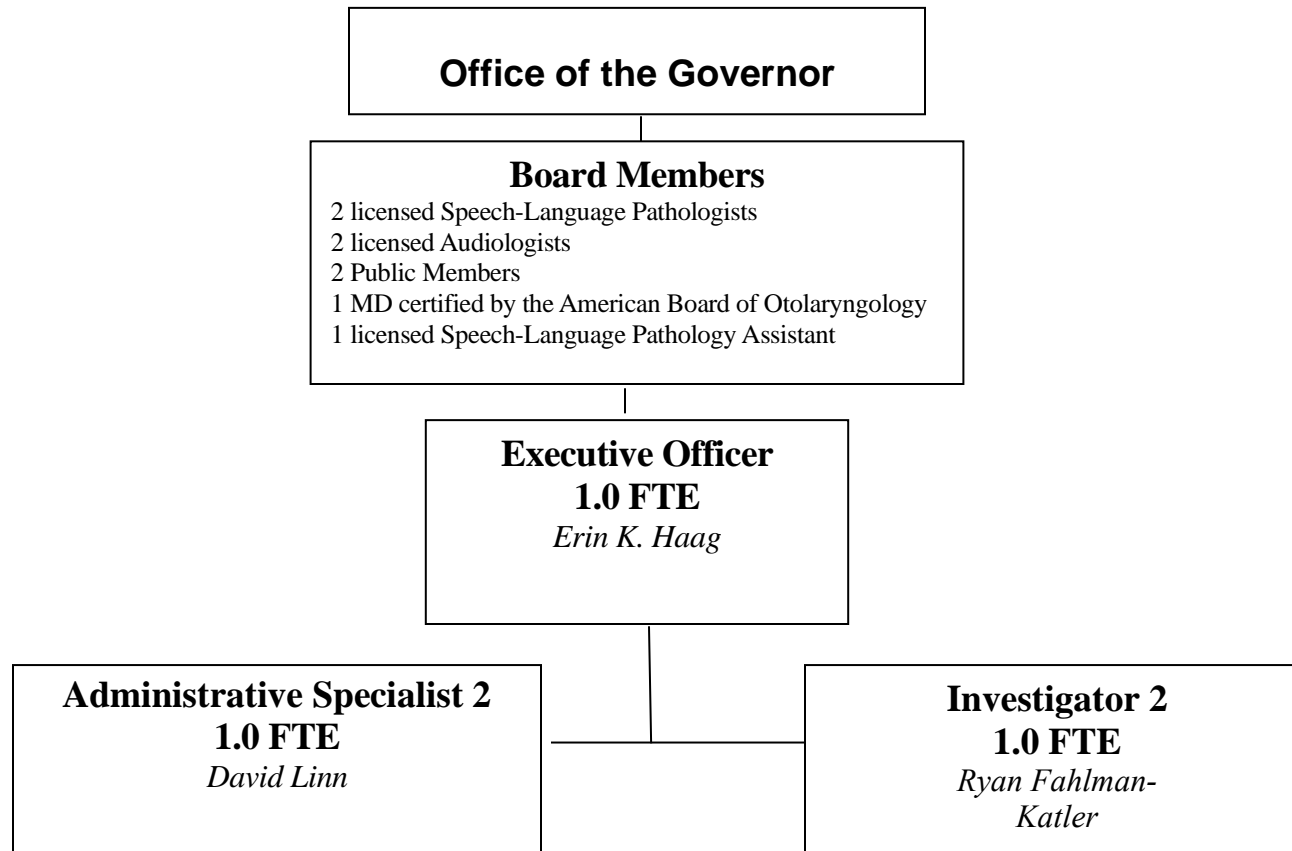 Office of the Governor
Board Members
2 licensed Speech-Language Pathologists
2 licensed Audiologists
2 Public Members
1 MD certified by the American Board of Otolaryngology
1 licensed Speech-Language Pathology Assistant
Executive Officer
1.0 FTE
Erin K. Haag
Administrative Specialist 2
1.0 FTE
David Linn
Investigator 2
1.0 FTE
Ryan Fahlman-
Katler